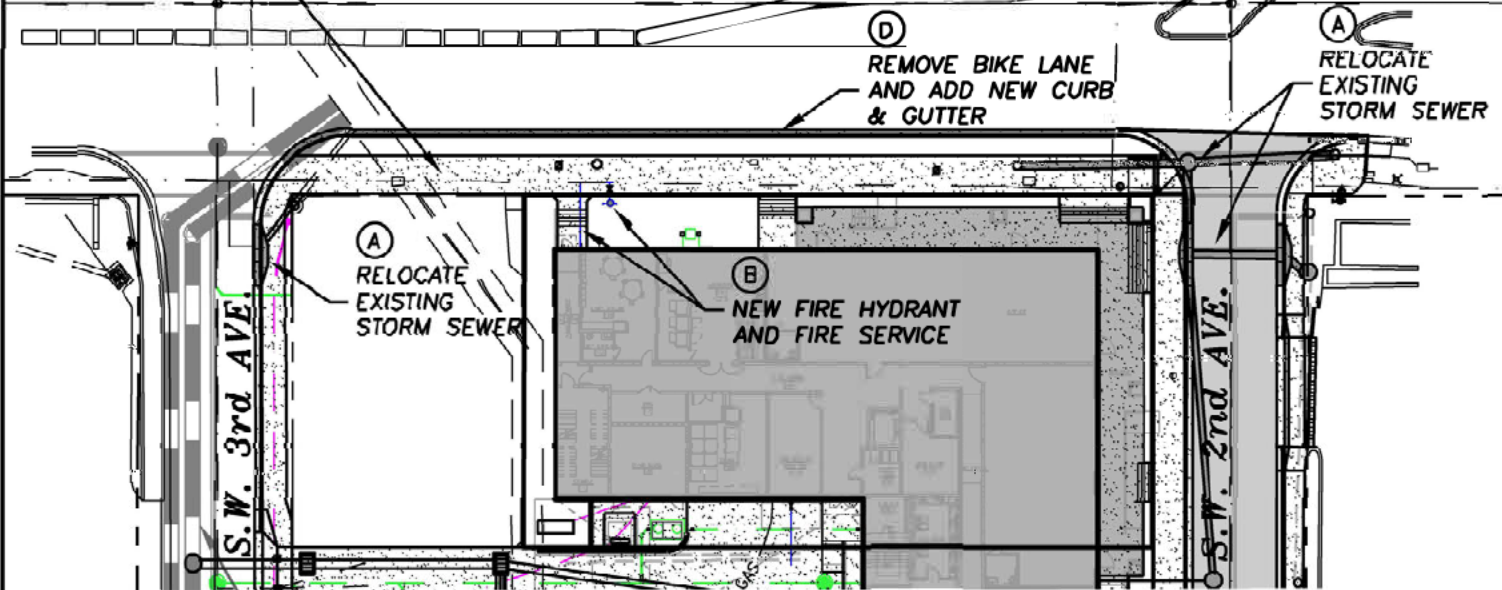 D
REMOVE BIKE LANE
AND ADD NEW CURB
& GUTTER
A
RELOCATE
EXISTING
STORM SEWER
A
RELOCATE
EXISTING
STORM SEWER
B
NEW FIRE HYDRANT
AND FIRE SERVICE
S.W. 3rd AVE.
S.W. 2nd AVE.
GAS